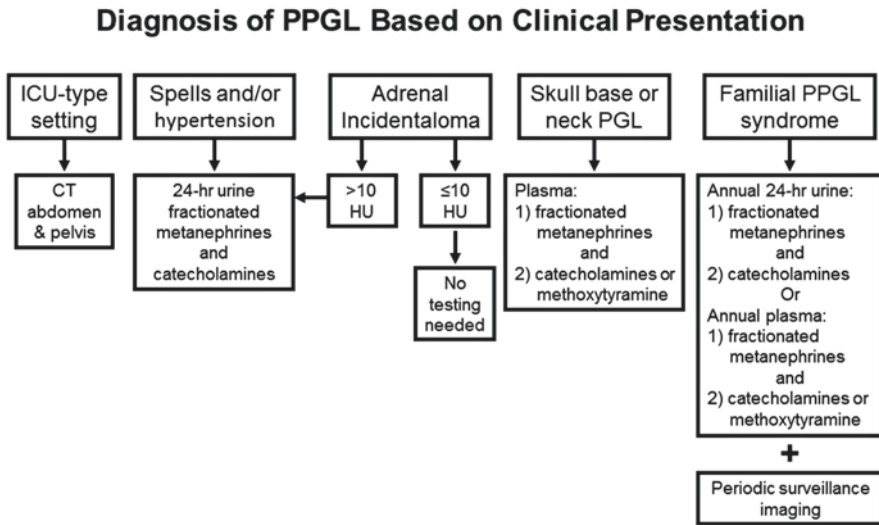 Diagnosis of PPGL Based on Clinical Presentation
ICU-type
setting
CT
abdomen
& pelvis
Spells and/or
hypertension
24-hr urine
fractionated
metanephrines
and
catecholamines
Adrenal
Incidentaloma
>10
HU
≤10
HU
No
testing
needed
Skull base or
neck PGL
Plasma:
1) fractionated
metanephrines
and
2) catecholamines or
methoxytyramine
Familial PPGL
syndrome
Annual 24-hr urine:
1) fractionated
metanephrines
and
2) catecholamines
Or
Annual plasma:
1) fractionated
metanephrines
and
2) catecholamines or
methoxytyramine
+
Periodic surveillance
imaging